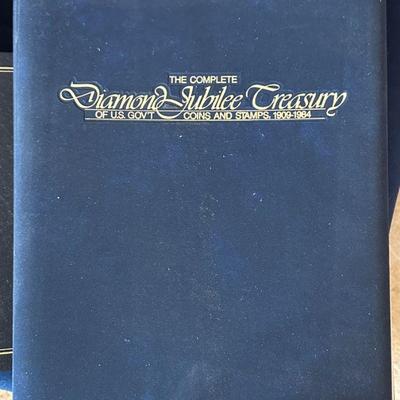 THE COMPLETE
Diamond Jubilee Treasury
OF U.S. GOV'T COINS AND STAMPS, 1909-1984